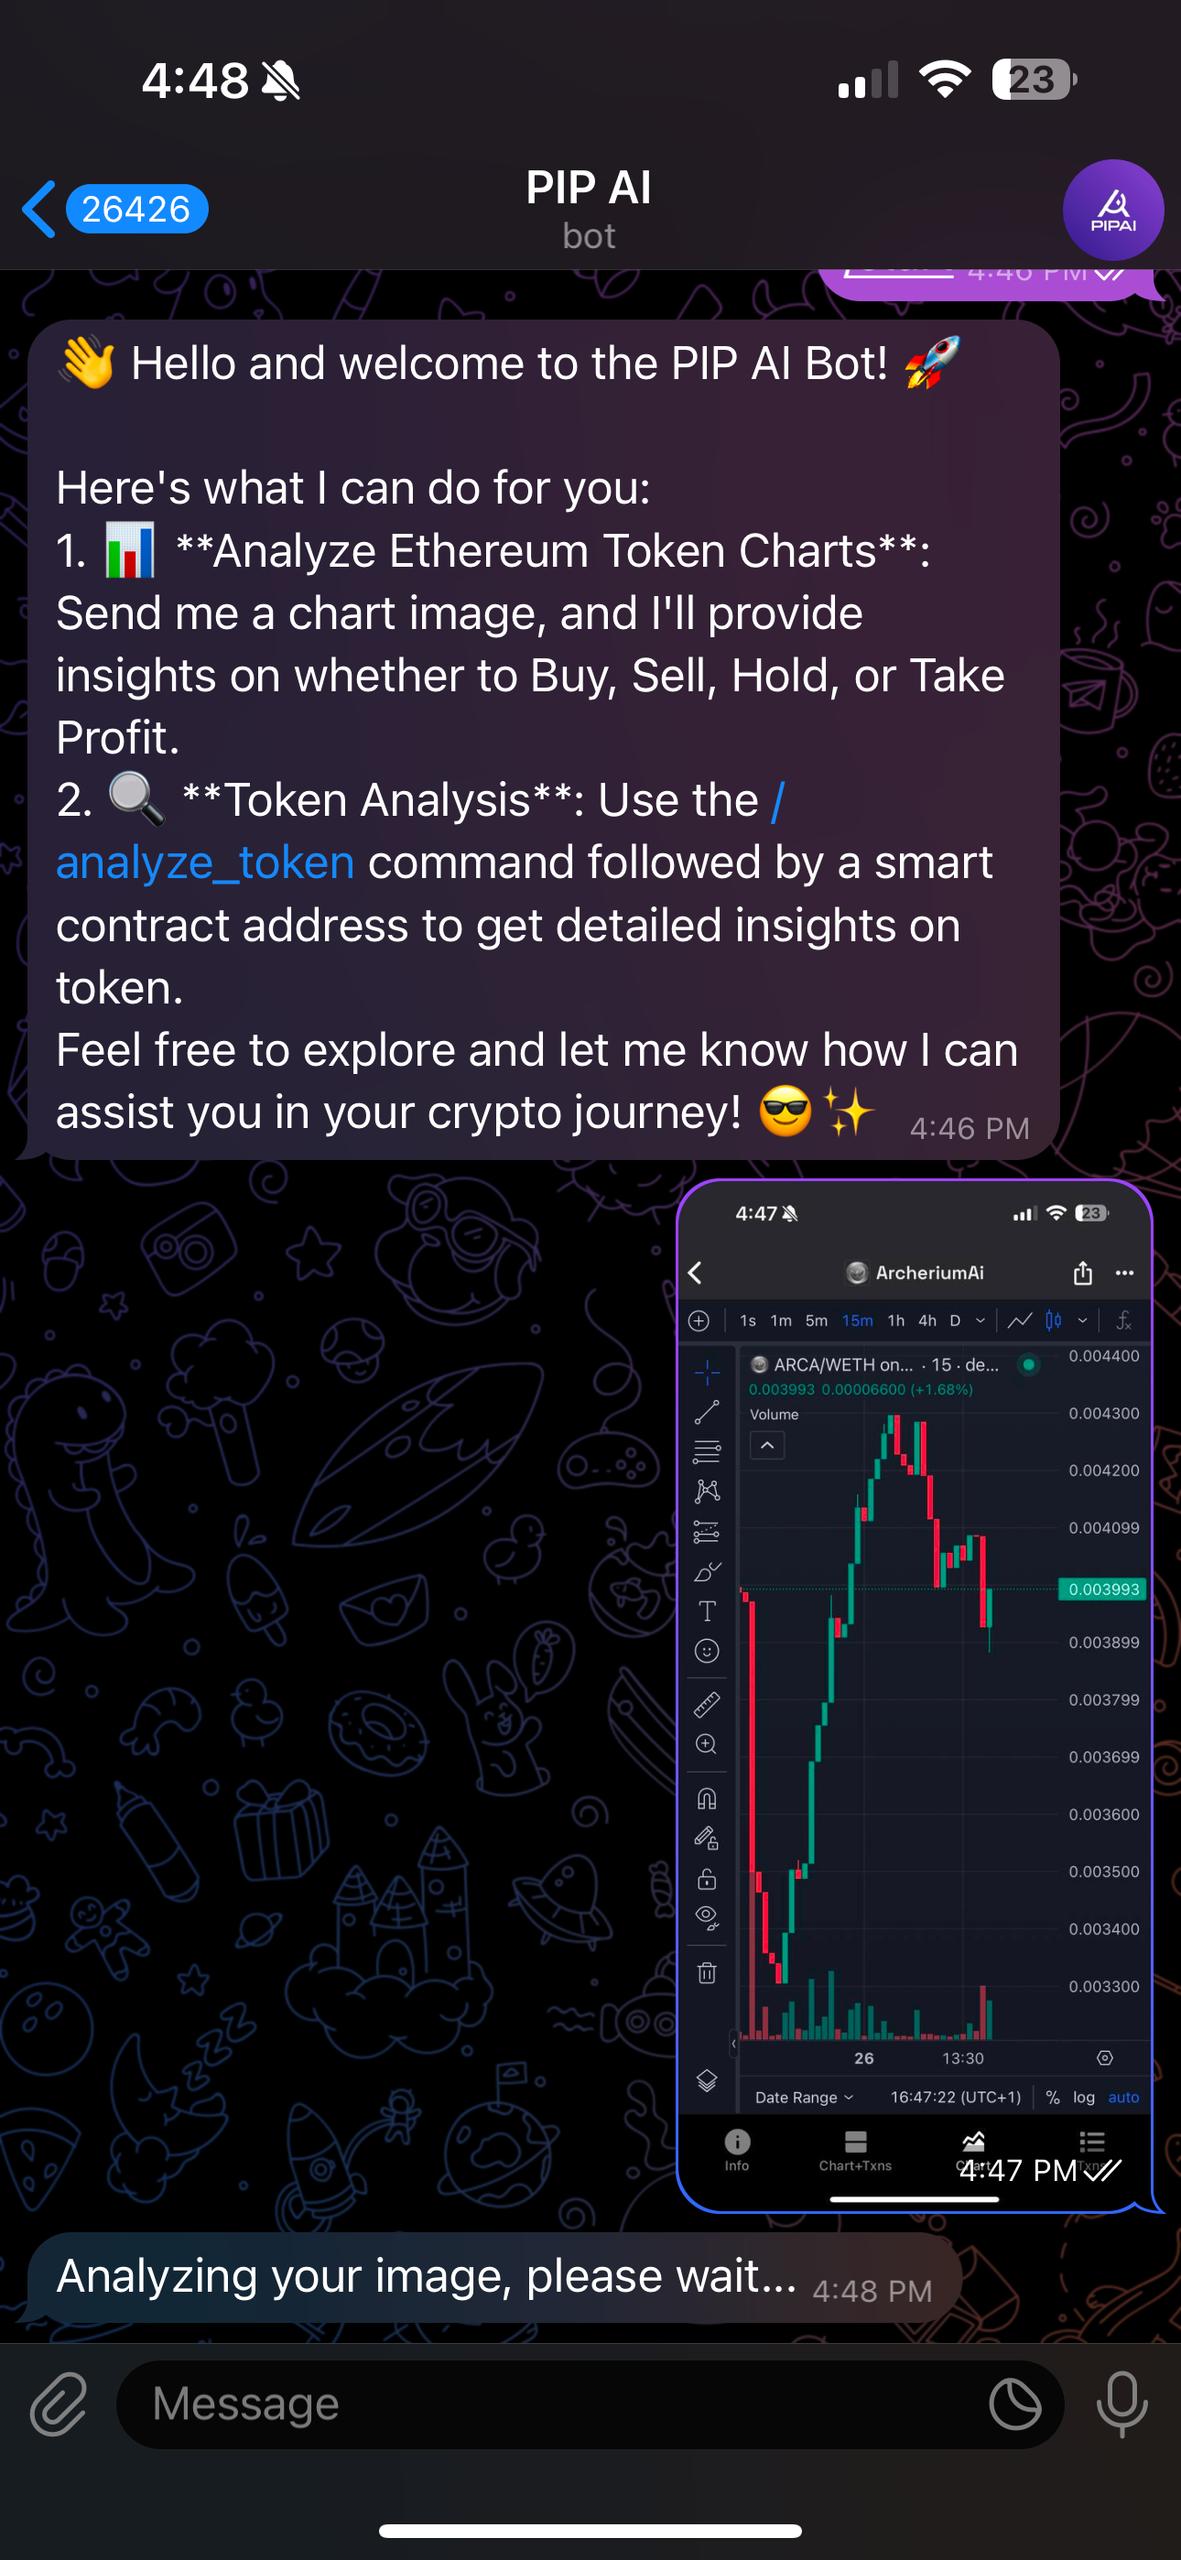 4:48
23
26426
PIP AI
bot
PIPAI
4:46 PM
👋 Hello and welcome to the PIP AI Bot! 🚀
Here's what I can do for you:
1. 📊 **Analyze Ethereum Token Charts**:
Send me a chart image, and I'll provide
insights on whether to Buy, Sell, Hold, or Take
Profit.
2. 🔍 **Token Analysis**: Use the /
analyze_token command followed by a smart
contract address to get detailed insights on
token.
Feel free to explore and let me know how I can
assist you in your crypto journey! 😎✨ 4:46 PM
4:47
23
ArcheriumAi
1s 1m 5m 15m 1h 4h D
ARCA/WETH on... · 15 · de...
0.003993 0.00006600 (+1.68%)
Volume
0.004400
0.004300
0.004200
0.004099
0.003993
0.003899
0.003799
0.003699
0.003600
0.003500
0.003400
0.003300
26 13:30
Date Range 16:47:22 (UTC+1) % log auto
Info Chart+Txns Chart Txns
4:47 PM
Analyzing your image, please wait... 4:48 PM
Message